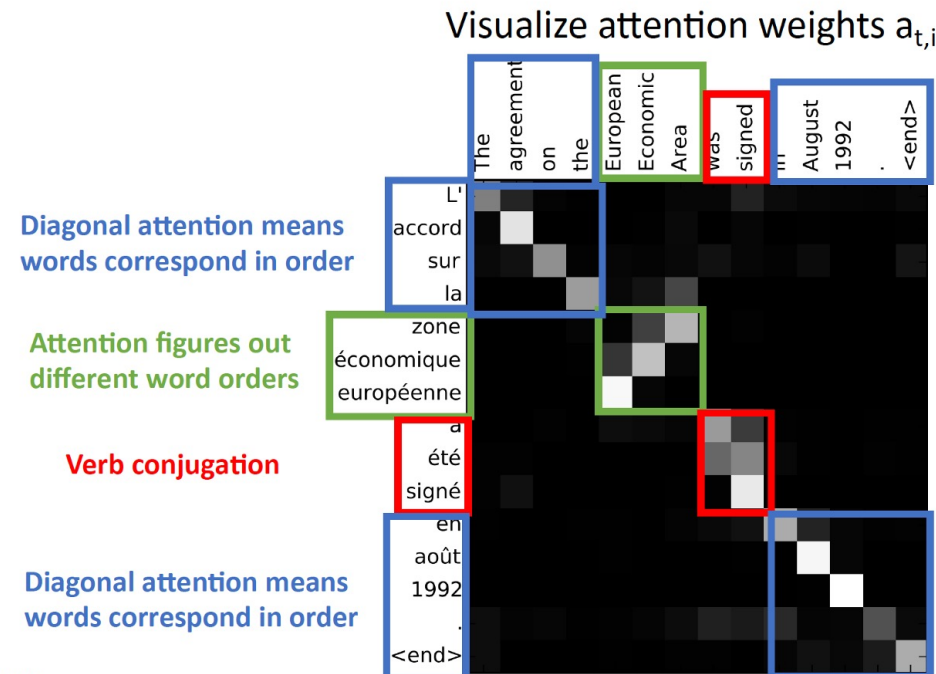 Visualize attention weights a_{t,i}
The
agreement
on
the
European
Economic
Area
was
signed
in
August
1992
.
<end>
L'
accord
sur
la
zone
économique
européenne
a
été
signé
en
août
1992
.
<end>
Diagonal attention means
words correspond in order
Attention figures out
different word orders
Verb conjugation
Diagonal attention means
words correspond in order